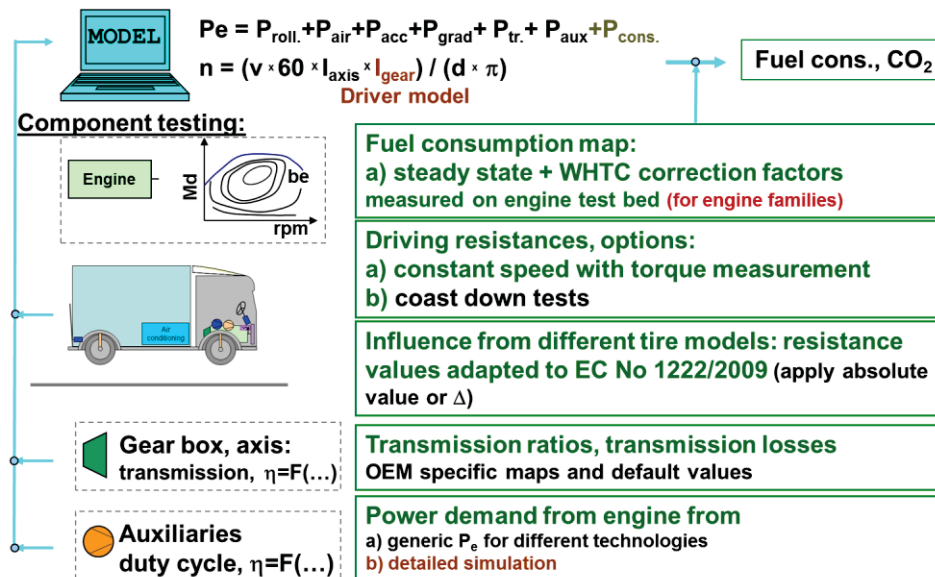 MODEL
Pe = Proll.+Pair+Pacc+Pgrad+ Ptr.+ Paux+Pcons.
n = (v × 60 × Iaxis × Igear) / (d × π)
Driver model
Fuel cons., CO2
Component testing:
Engine
Md
be
rpm
Fuel consumption map:
a) steady state + WHTC correction factors
measured on engine test bed (for engine families)
Driving resistances, options:
a) constant speed with torque measurement
b) coast down tests
Air
conditioning
Influence from different tire models: resistance
values adapted to EC No 1222/2009 (apply absolute
value or Δ)
Gear box, axis:
transmission, η=F(…)
Transmission ratios, transmission losses
OEM specific maps and default values
Auxiliaries
duty cycle, η=F(…)
Power demand from engine from
a) generic Pe for different technologies
b) detailed simulation